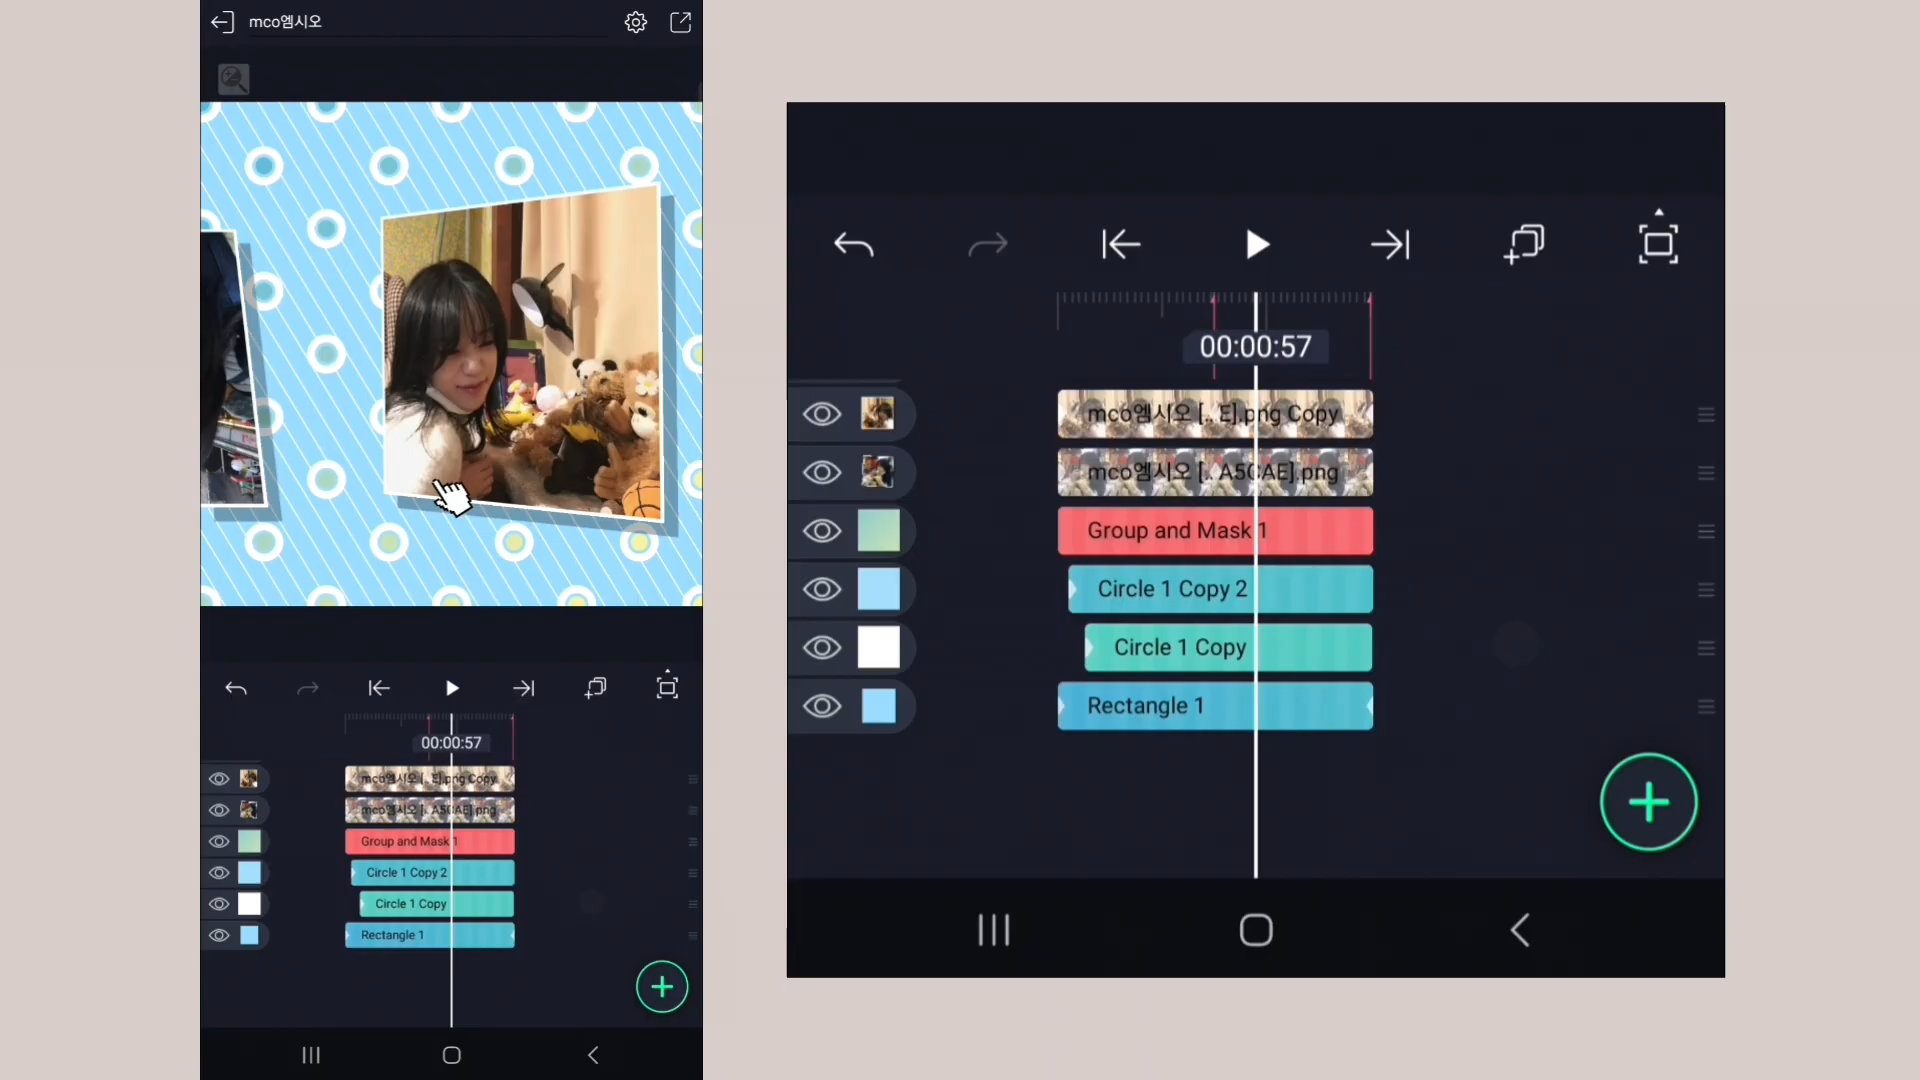 mco엠시오
00:00:57
mco엠시오 [.. E].png Copy
mco엠시오 [.. A5CAE].png
Group and Mask 1
Circle 1 Copy 2
Circle 1 Copy
Rectangle 1
00:00:57
mco엠시오 [.. E].png Copy
mco엠시오 [.. A5CAE].png
Group and Mask 1
Circle 1 Copy 2
Circle 1 Copy
Rectangle 1